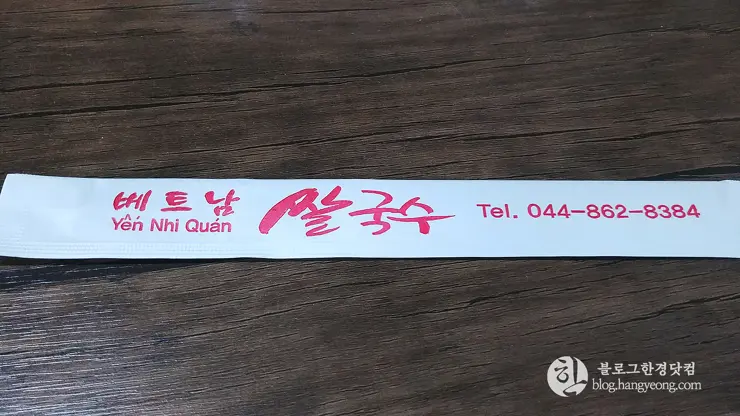 베트남 쌀국수 Tel. 044-862-8384
Yến Nhi Quán
한 블로그한경닷컴
blog.hangyeong.com